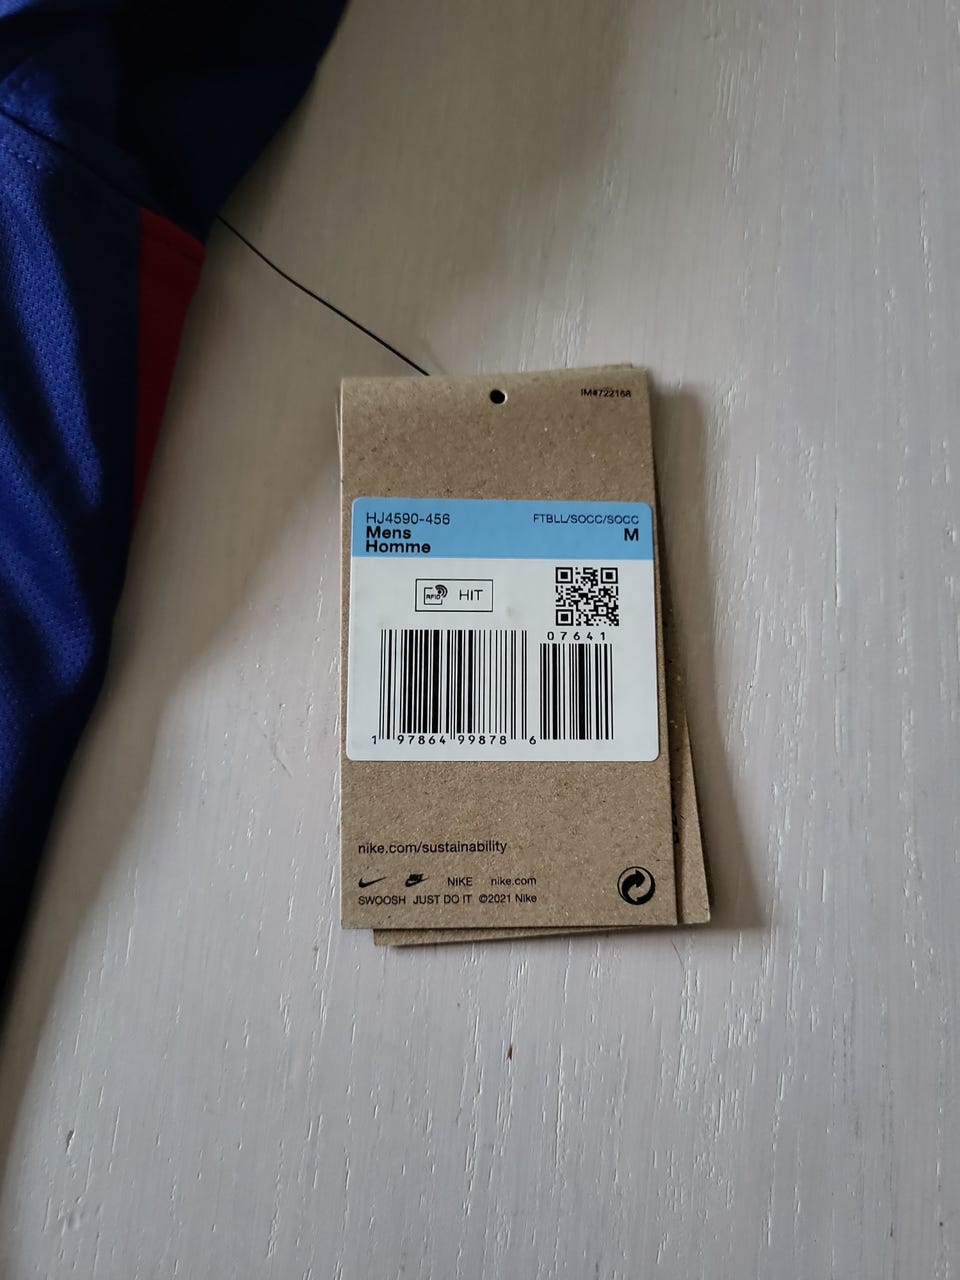 IM#722168
HJ4590-456 FTBLL/SOCC/SOCC
Mens M
Homme
RFID HIT
07641
1 97864 99878 6
nike.com/sustainability
NIKE nike.com
SWOOSH JUST DO IT ©2021 Nike